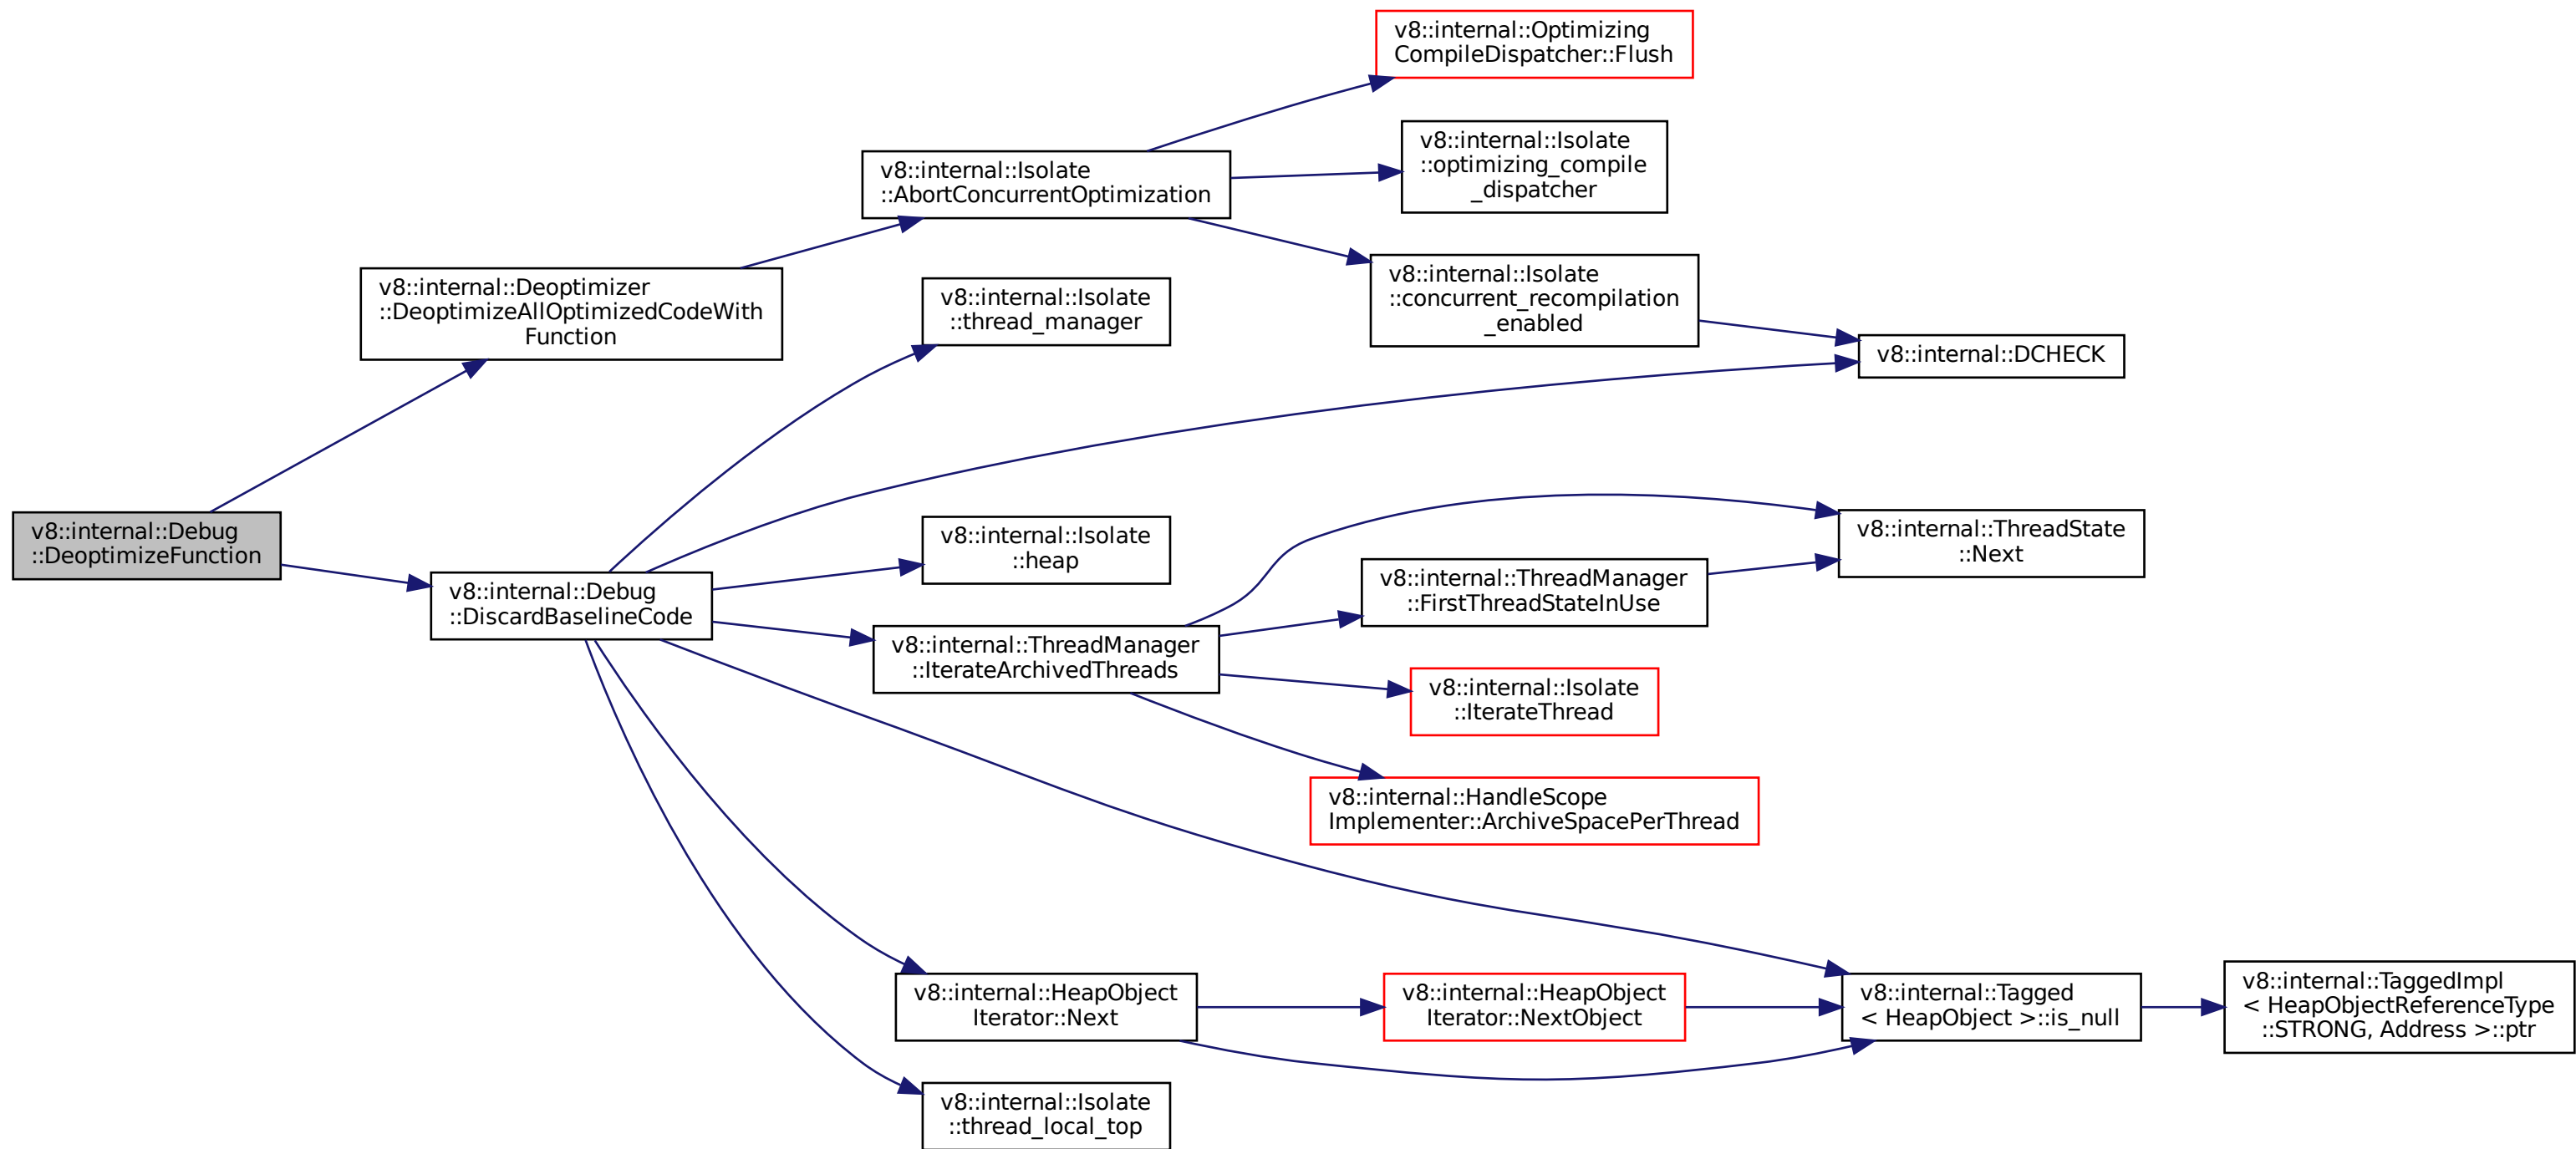 v8::internal::Debug
::DeoptimizeFunction
v8::internal::Deoptimizer
::DeoptimizeAllOptimizedCodeWith
Function
v8::internal::Debug
::DiscardBaselineCode
v8::internal::Isolate
::AbortConcurrentOptimization
v8::internal::Isolate
::thread_manager
v8::internal::Isolate
::heap
v8::internal::ThreadManager
::IterateArchivedThreads
v8::internal::HeapObject
Iterator::Next
v8::internal::Isolate
::thread_local_top
v8::internal::Optimizing
CompileDispatcher::Flush
v8::internal::Isolate
::optimizing_compile
_dispatcher
v8::internal::Isolate
::concurrent_recompilation
_enabled
v8::internal::ThreadManager
::FirstThreadStateInUse
v8::internal::Isolate
::IterateThread
v8::internal::HandleScope
Implementer::ArchiveSpacePerThread
v8::internal::HeapObject
Iterator::NextObject
v8::internal::DCHECK
v8::internal::ThreadState
::Next
v8::internal::Tagged
< HeapObject >::is_null
v8::internal::TaggedImpl
< HeapObjectReferenceType
::STRONG, Address >::ptr